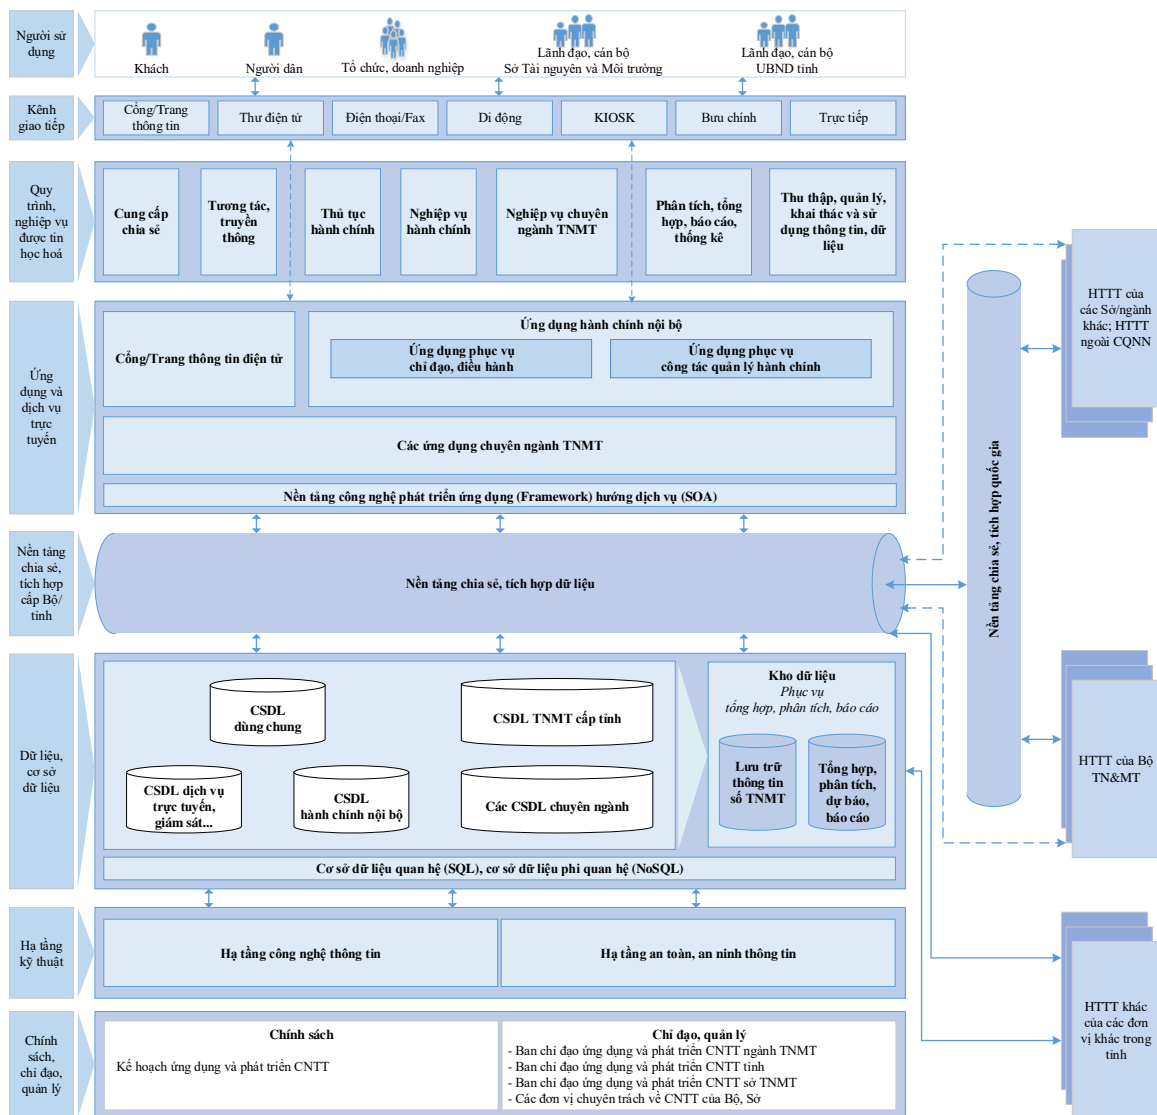 Người sử
dụng
Khách
Người dân
Tổ chức, doanh nghiệp
Lãnh đạo, cán bộ
Sở Tài nguyên và Môi trường
Lãnh đạo, cán bộ
UBND tỉnh
Kênh
giao tiếp
Cổng/Trang
thông tin
Thư điện tử
Điện thoại/Fax
Di động
KIOSK
Bưu chính
Trực tiếp
Quy
trình,
nghiệp vụ
được tin
học hoá
Cung cấp
chia sẻ
Tương tác,
truyền
thông
Thủ tục
hành chính
Nghiệp vụ
hành chính
Nghiệp vụ chuyên
ngành TNMT
Phân tích, tổng
hợp, báo cáo,
thống kê
Thu thập, quản lý,
khai thác và sử
dụng thông tin, dữ
liệu
Ứng
dụng và
dịch vụ
trực
tuyến
Cổng/Trang thông tin điện tử
Ứng dụng hành chính nội bộ
Ứng dụng phục vụ
chỉ đạo, điều hành
Ứng dụng phục vụ
công tác quản lý hành chính
Các ứng dụng chuyên ngành TNMT
Nền tảng công nghệ phát triển ứng dụng (Framework) hướng dịch vụ (SOA)
Nền tảng
chia sẻ,
tích hợp
cấp Bộ/
tỉnh
Nền tảng chia sẻ, tích hợp dữ liệu
Dữ liệu,
cơ sở
dữ liệu
CSDL
dùng chung
CSDL TNMT cấp tỉnh
CSDL dịch vụ
trực tuyến,
giám sát...
CSDL
hành chính nội bộ
Các CSDL chuyên ngành
Kho dữ liệu
Phục vụ
tổng hợp, phân tích, báo cáo
Lưu trữ
thông tin
số TNMT
Tổng hợp,
phân tích,
dự báo,
báo cáo
Cơ sở dữ liệu quan hệ (SQL), cơ sở dữ liệu phi quan hệ (NoSQL)
Hạ tầng
kỹ thuật
Hạ tầng công nghệ thông tin
Hạ tầng an toàn, an ninh thông tin
Chính
sách,
chỉ đạo,
quản lý
Chính sách
Kế hoạch ứng dụng và phát triển CNTT
Chỉ đạo, quản lý
- Ban chỉ đạo ứng dụng và phát triển CNTT ngành TNMT
- Ban chỉ đạo ứng dụng và phát triển CNTT tỉnh
- Ban chỉ đạo ứng dụng và phát triển CNTT sở TNMT
- Các đơn vị chuyên trách về CNTT của Bộ, Sở
Nền tảng chia sẻ, tích hợp quốc gia
HTTT của
các Sở/ngành
khác; HTTT
ngoài CQNN
HTTT của Bộ
TN&MT
HTTT khác
của các đơn
vị khác trong
tỉnh